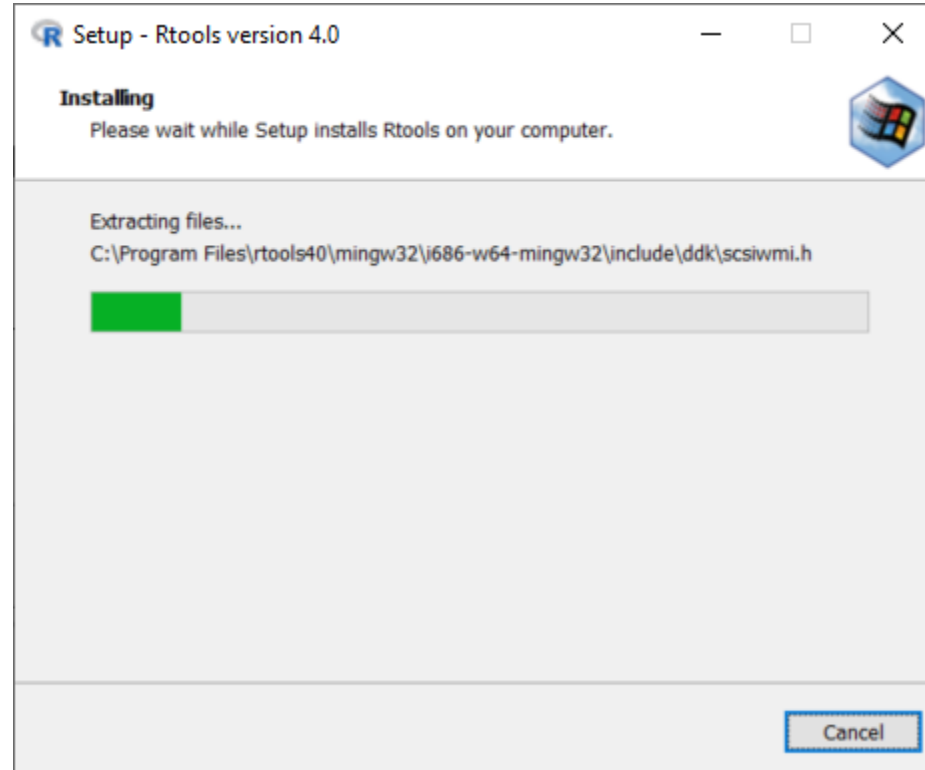 Setup - Rtools version 4.0
Installing
Please wait while Setup installs Rtools on your computer.
Extracting files...
C:\Program Files\rtools40\mingw32\i686-w64-mingw32\include\ddk\scsiwmi.h
Cancel